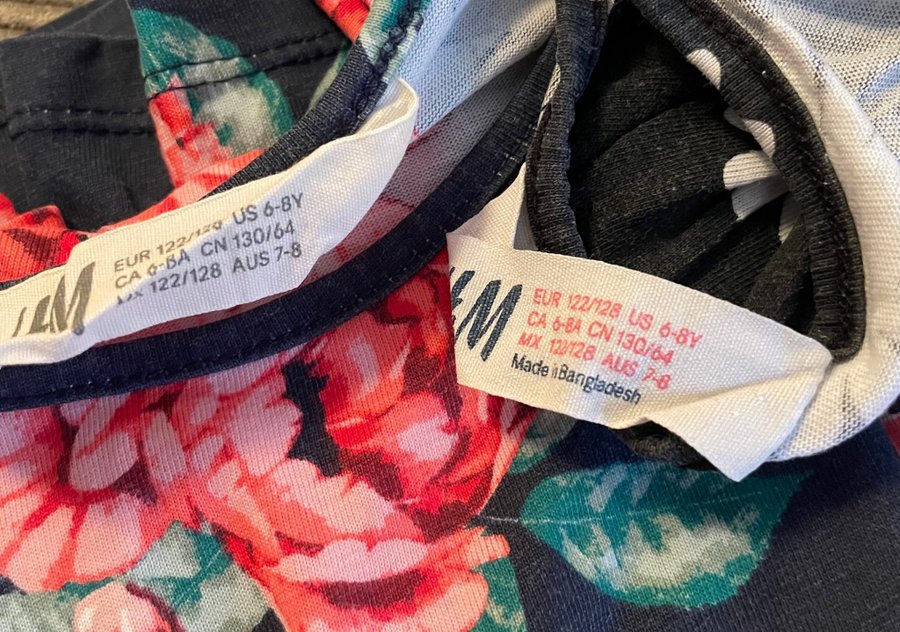 EUR 122/128 US 6-8Y
CA 6-8A CN 130/64
MX 122/128 AUS 7-8
EUR 122/128 US 6-8Y
CA 6-8A CN 130/64
MX 122/128 AUS 7-8
Made in Bangladesh